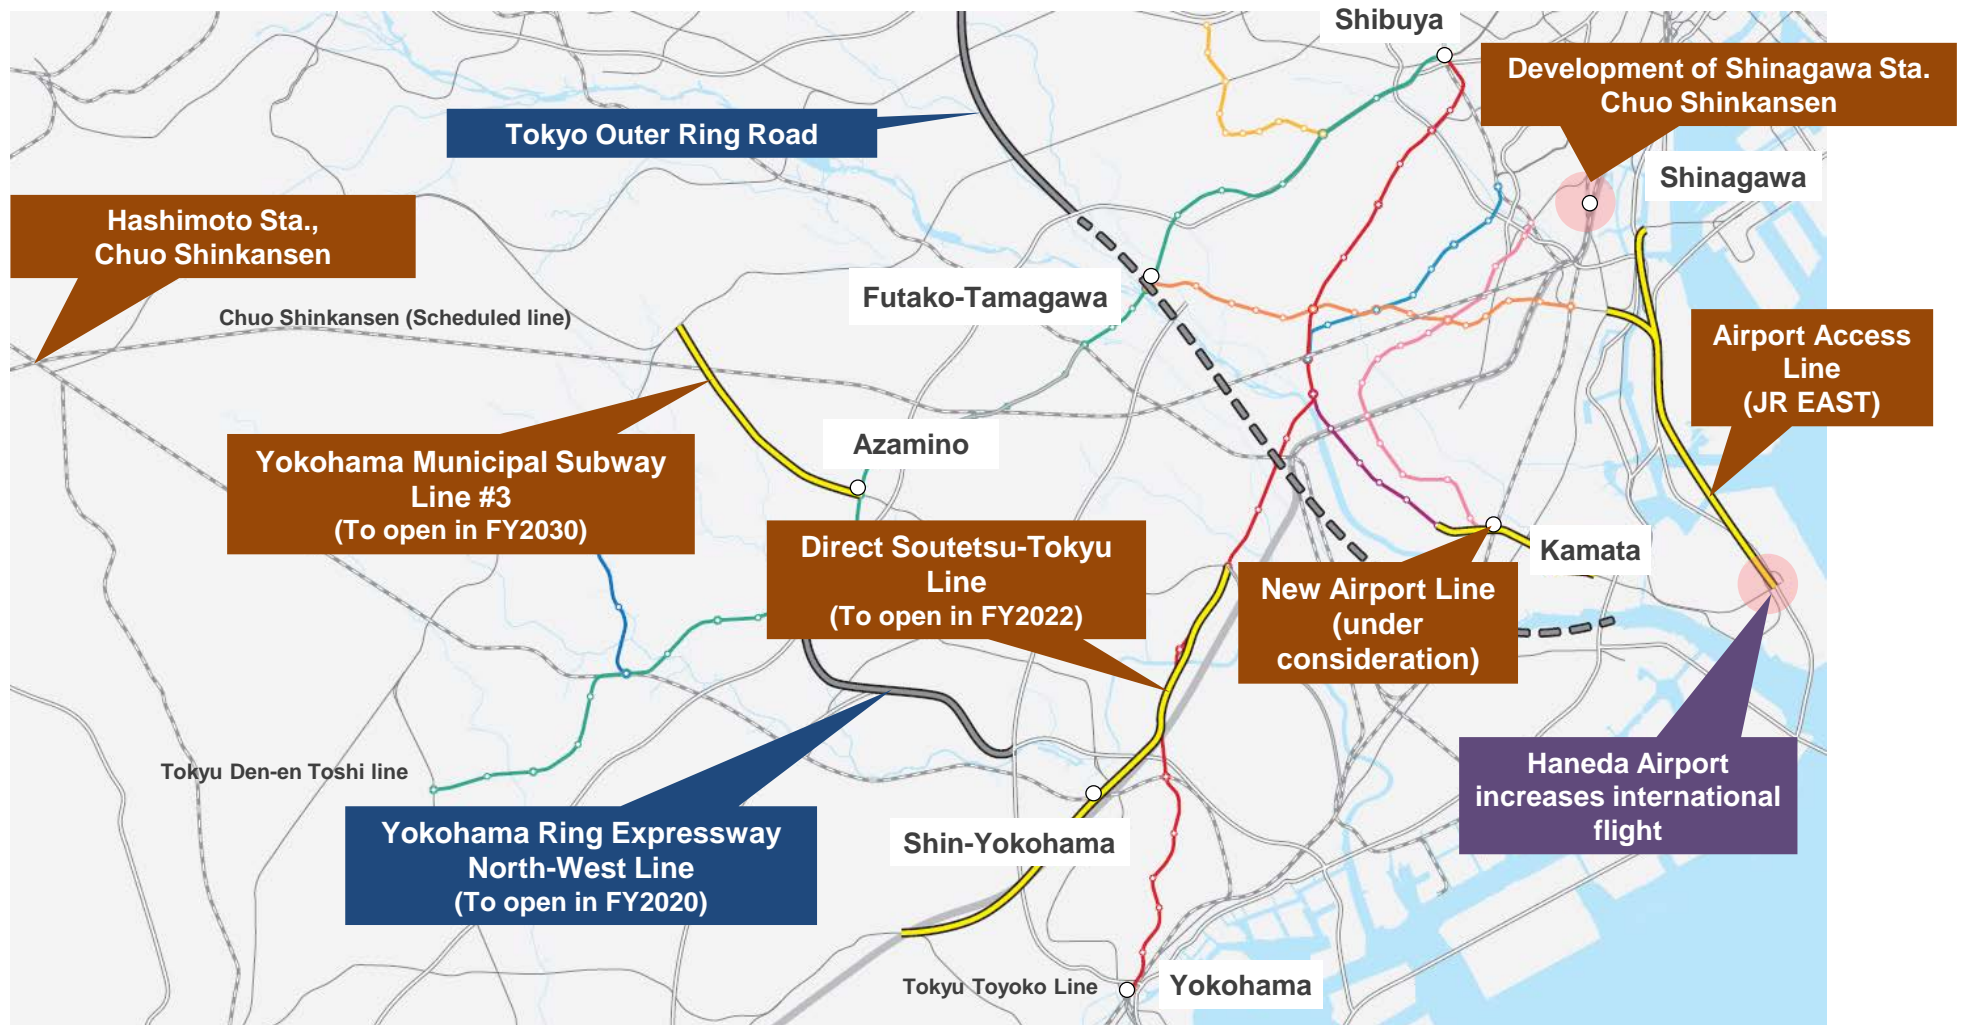 Shibuya
Development of Shinagawa Sta.
Chuo Shinkansen
Tokyo Outer Ring Road
Shinagawa
Hashimoto Sta.,
Chuo Shinkansen
Futako-Tamagawa
Chuo Shinkansen (Scheduled line)
Airport Access
Line
(JR EAST)
Azamino
Yokohama Municipal Subway
Line #3
(To open in FY2030)
Direct Soutetsu-Tokyu
Line
(To open in FY2022)
Kamata
New Airport Line
(under
consideration)
Tokyu Den-en Toshi line
Haneda Airport
increases international
flight
Yokohama Ring Expressway
North-West Line
(To open in FY2020)
Shin-Yokohama
Tokyu Toyoko Line
Yokohama